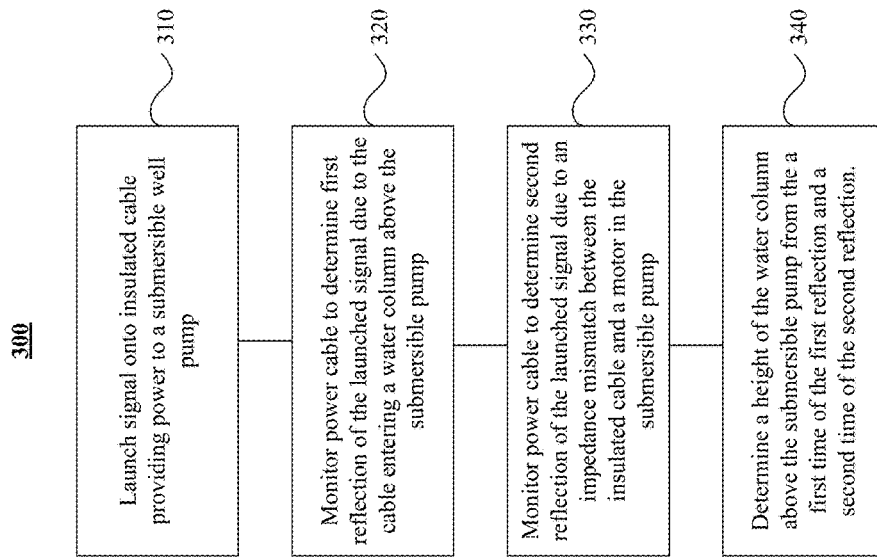 300
Launch signal onto insulated cable
providing power to a submersible well
pump
310
Monitor power cable to determine first
reflection of the launched signal due to the
cable entering a water column above the
submersible pump
320
Monitor power cable to determine second
reflection of the launched signal due to an
impedance mismatch between the
insulated cable and a motor in the
submersible pump
330
Determine a height of the water column
above the submersible pump from the a
first time of the first reflection and a
second time of the second reflection.
340